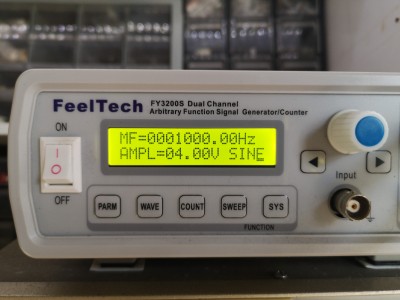 FeelTech
FY3200S Dual Channel
Arbitrary Function Signal Generator/Counter
ON
MF=0001000.00Hz
AMPL=04.00V SINE
I
O
OFF
Input
PARM
WAVE
COUNT
SWEEP
SYS
FUNCTION